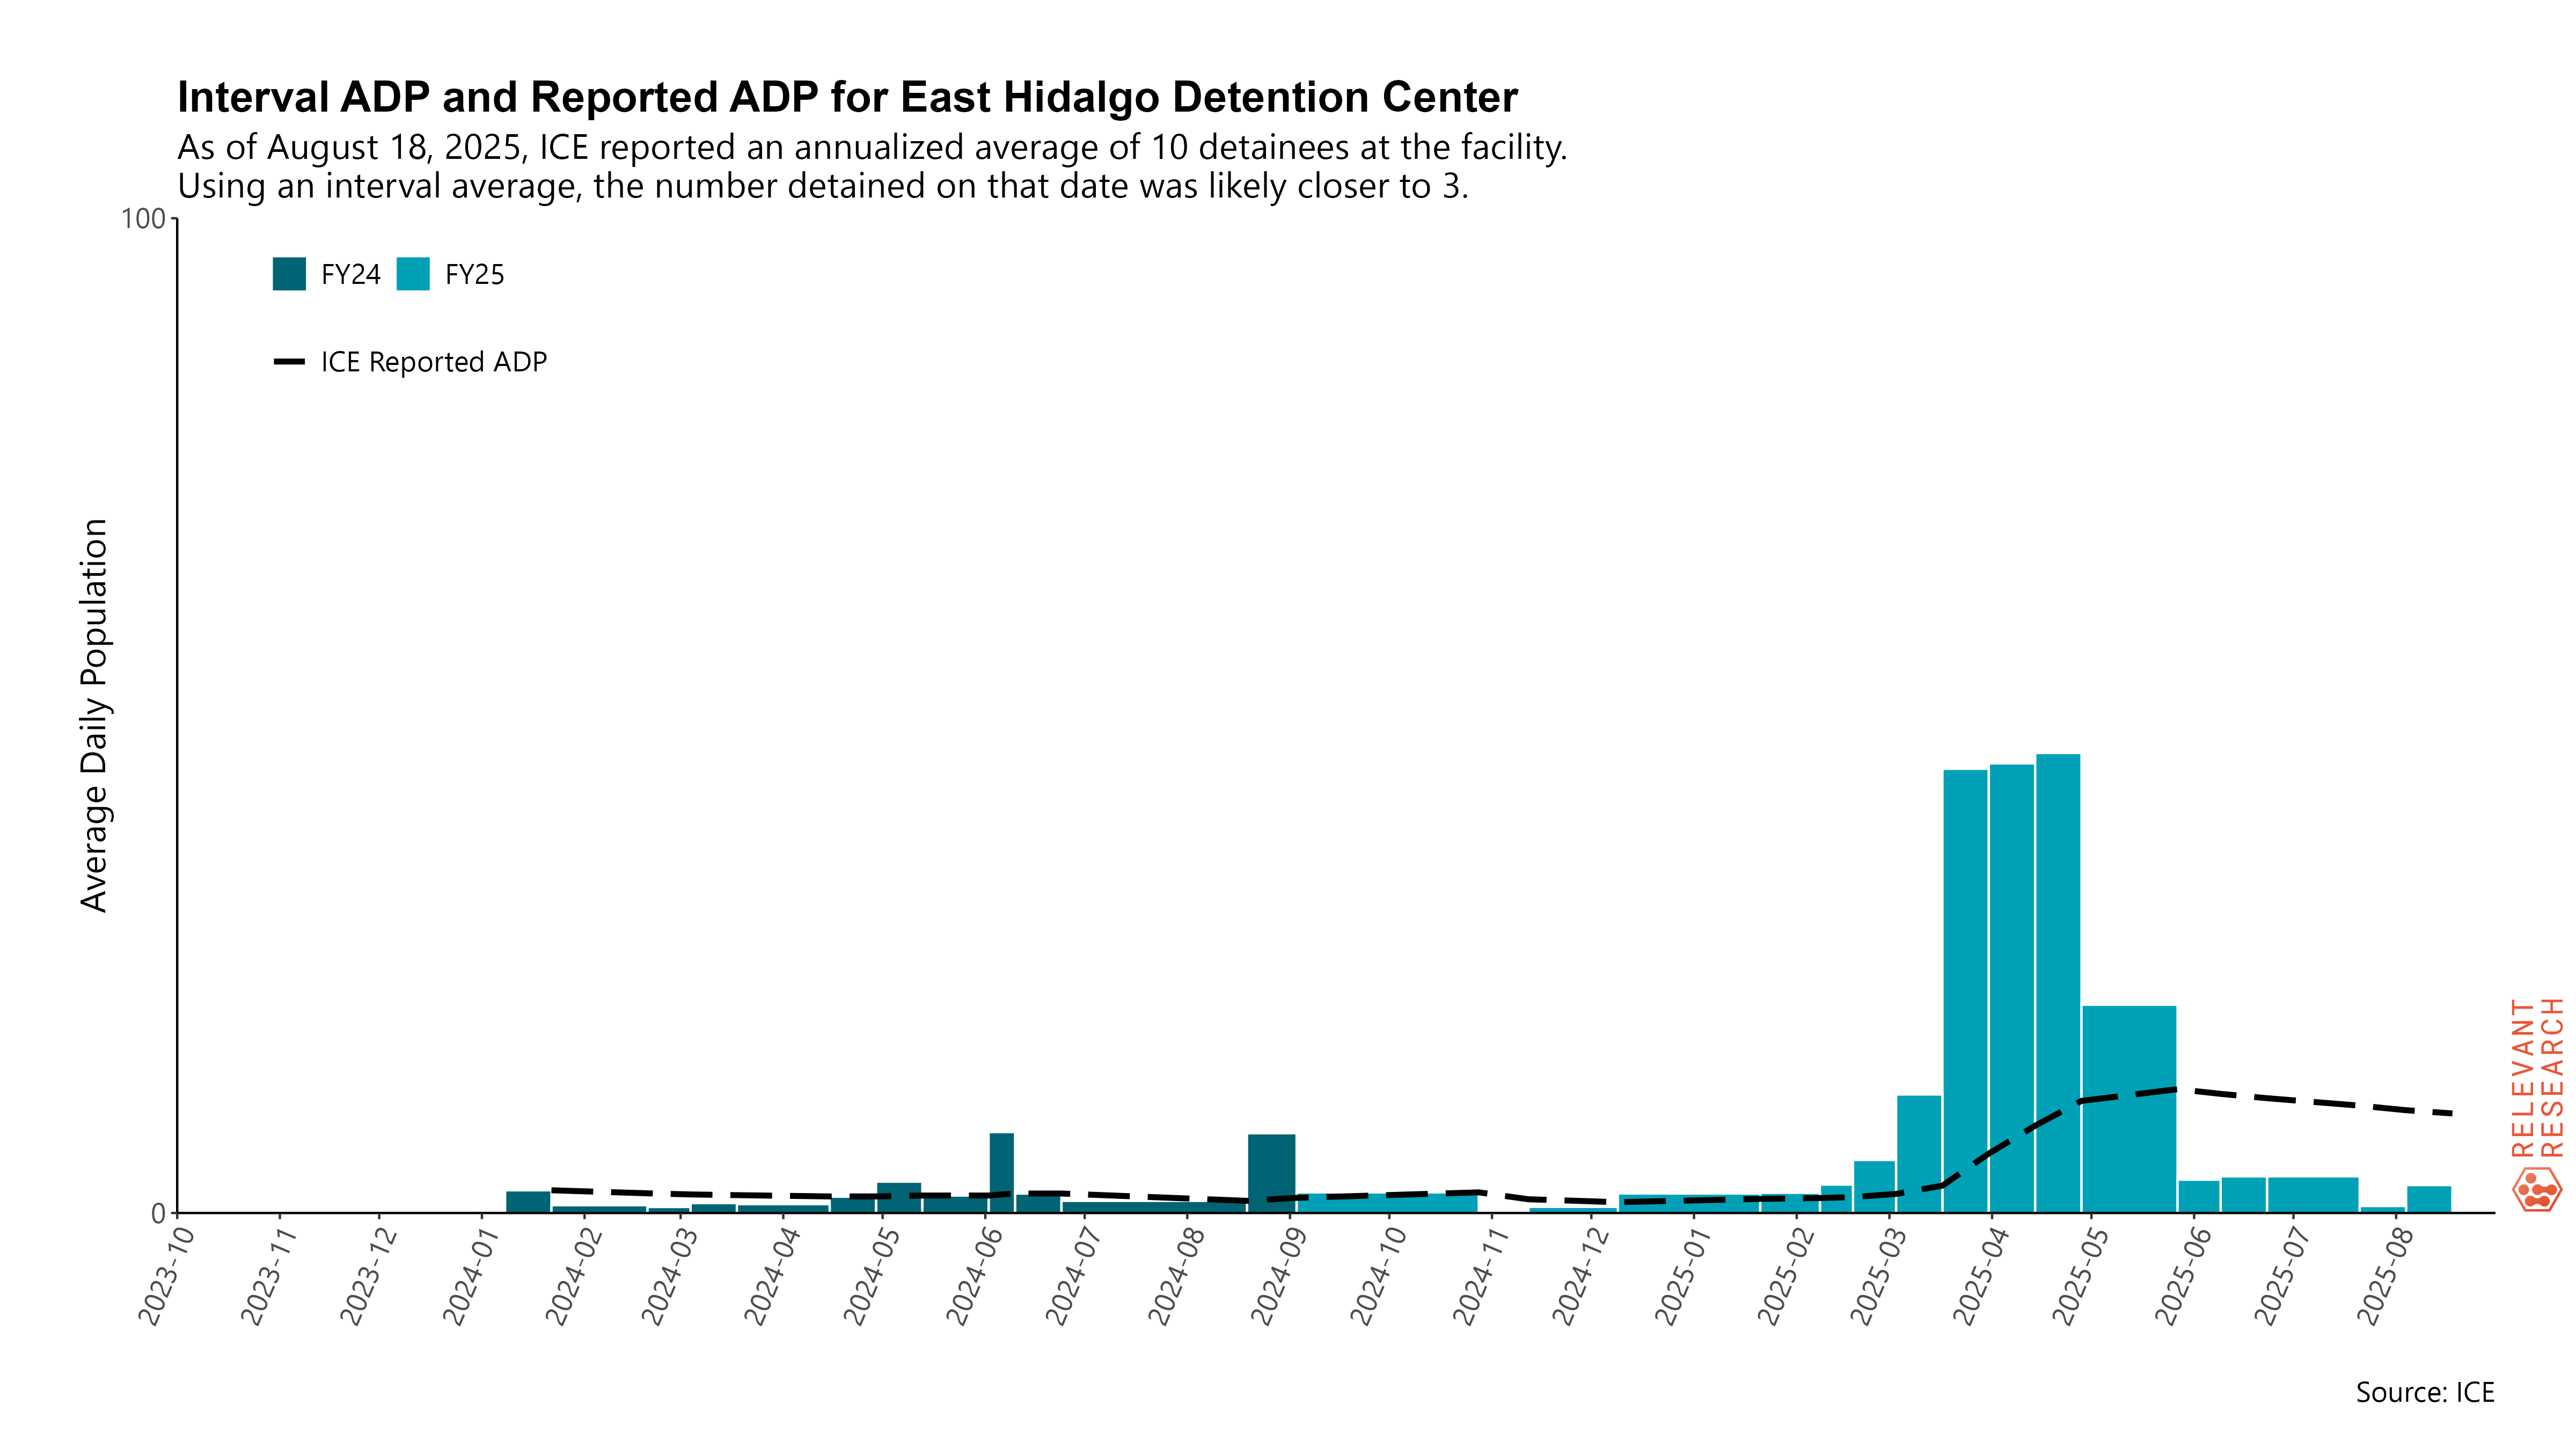 Interval ADP and Reported ADP for East Hidalgo Detention Center
As of August 18, 2025, ICE reported an annualized average of 10 detainees at the facility.
Using an interval average, the number detained on that date was likely closer to 3.
100
FY24 FY25
ICE Reported ADP
Average Daily Population
0
2023-10
2023-11
2023-12
2024-01
2024-02
2024-03
2024-04
2024-05
2024-06
2024-07
2024-08
2024-09
2024-10
2024-11
2024-12
2025-01
2025-02
2025-03
2025-04
2025-05
2025-06
2025-07
2025-08
RELEVANT
RESEARCH
Source: ICE